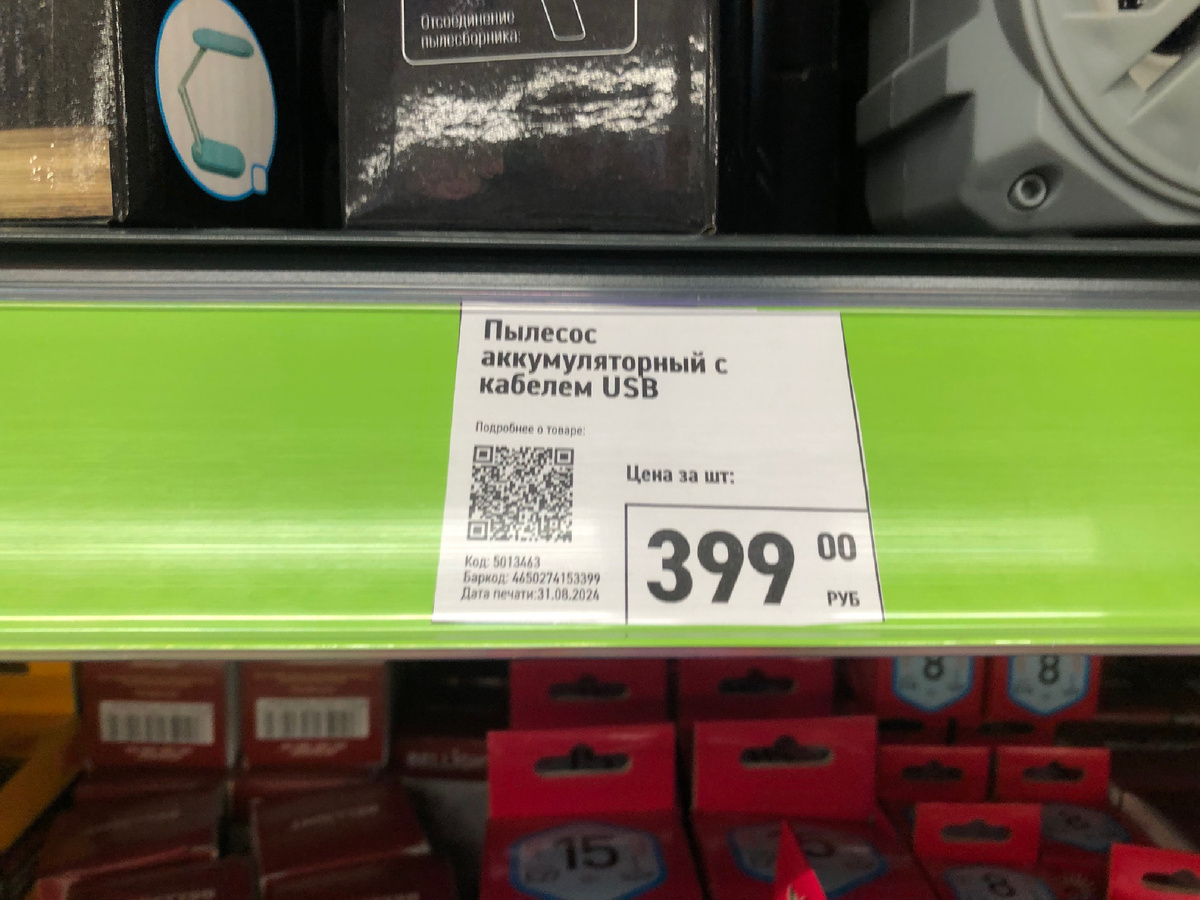 Отсоединение
пылесборника:
Пылесос
аккумуляторный с
кабелем USB
Подробнее о товаре:
Цена за шт:
399 00
РУБ
Код: 5013463
Баркод: 4650274153399
Дата печати:31.08.2024
8
8
15
8